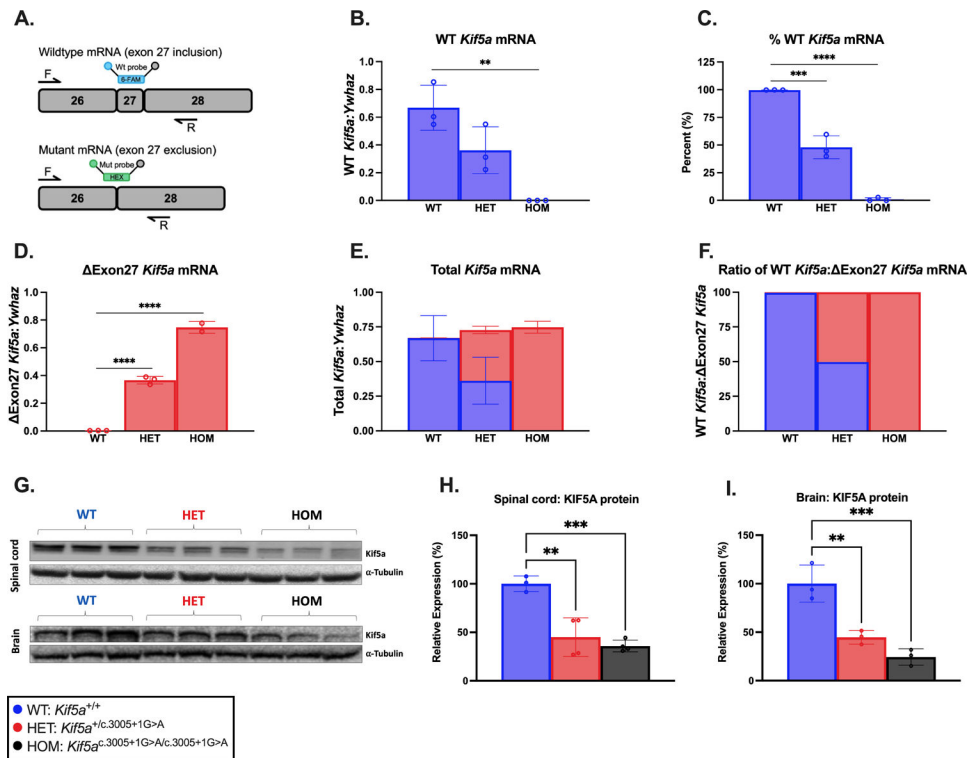 A.
Wildtype mRNA (exon 27 inclusion)
F
Wt probe
6-FAM
26 27 28
R
Mutant mRNA (exon 27 exclusion)
F
Mut probe
HEX
26 28
R
B.
WT Kif5a mRNA
WT Kif5a:Ywhaz
1.0
0.8
0.6
0.4
0.2
0.0
**
WT HET HOM
C.
% WT Kif5a mRNA
Percent (%)
125
100
75
50
25
0
****
***
WT HET HOM
D.
ΔExon27 Kif5a mRNA
ΔExon27 Kif5a:Ywhaz
1.0
0.8
0.6
0.4
0.2
0.0
****
****
WT HET HOM
E.
Total Kif5a mRNA
Total Kif5a:Ywhaz
1.00
0.75
0.50
0.25
0.00
WT HET HOM
F.
Ratio of WT Kif5a:ΔExon27 Kif5a mRNA
WT Kif5a:ΔExon27 Kif5a
100
75
50
25
0
WT HET HOM
G.
WT HET HOM
Spinal cord
Kif5a
α-Tubulin
WT HET HOM
Brain
Kif5a
α-Tubulin
H.
Spinal cord: KIF5A protein
Relative Expression (%)
150
100
50
0
***
**
I.
Brain: KIF5A protein
Relative Expression (%)
150
100
50
0
***
**
WT: Kif5a+/+
HET: Kif5a+/c.3005+1G>A
HOM: Kif5ac.3005+1G>A/c.3005+1G>A